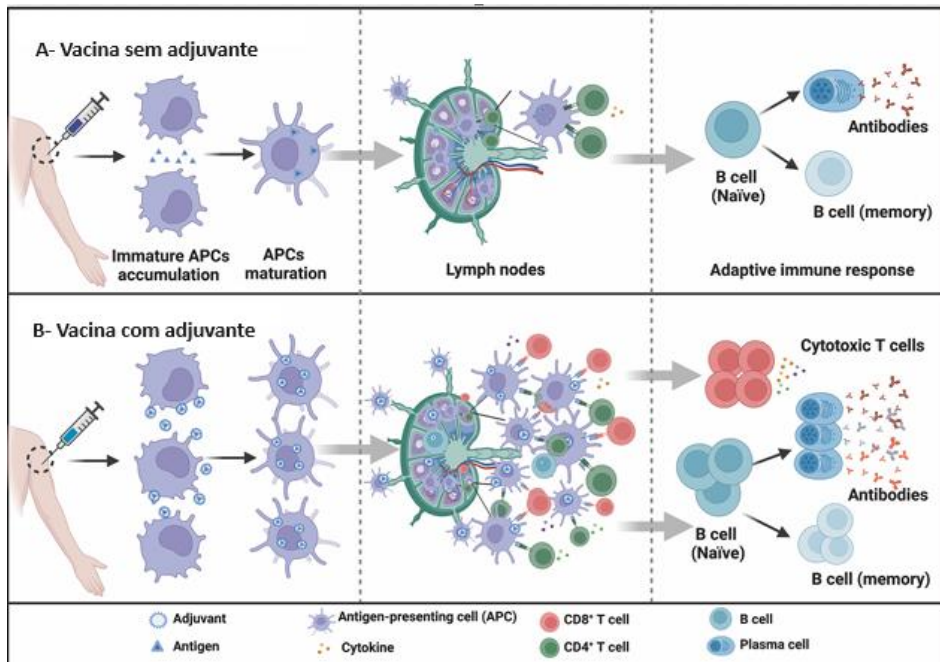 A- Vacina sem adjuvante
Immature APCs
accumulation
APCs
maturation
Lymph nodes
B cell
(Naïve)
Antibodies
B cell (memory)
Adaptive immune response
B- Vacina com adjuvante
Cytotoxic T cells
Antibodies
B cell
(Naïve)
B cell (memory)
Adjuvant
Antigen
Antigen-presenting cell (APC)
Cytokine
CD8⁺ T cell
CD4⁺ T cell
B cell
Plasma cell